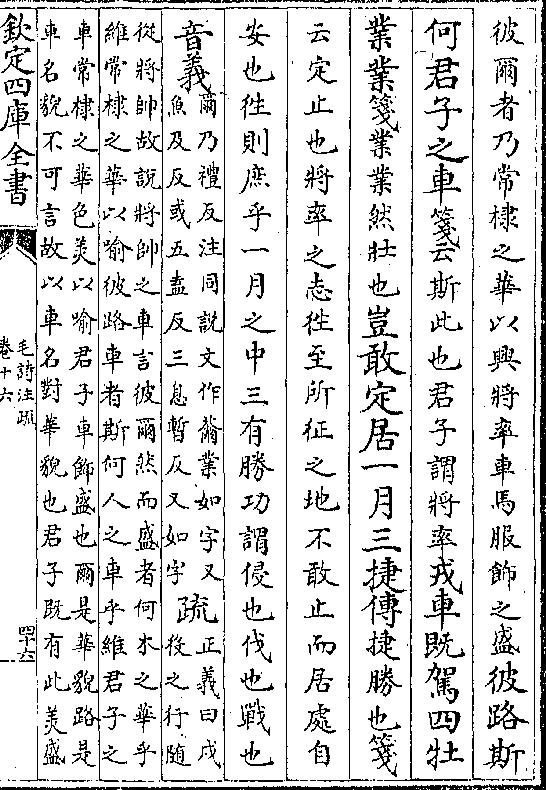 彼爾者乃常棣之華以興將率車馬服飾之盛彼路斯
何君子之車箋云斯此也君子謂將率戎車既駕四牡
業業箋業業然壯也豈敢定居一月三捷傳捷勝也箋
云定止也將率之志徃至所征之地不敢止而居處自
安也徃則庶乎一月之中三有勝功謂侵也伐也戰也
音義爾乃禮反注同說文作薾業如字又
魚及反或五盍反三息暫反又如字疏正義曰戍
役之行隨
從將帥故說將帥之車言彼爾然而盛者何木之華乎
維常棣之華以喻彼路車者斯何人之車乎維君子之
車常棣之華色美以喻君子車飾盛也爾是華貌路是
車名貌不可言故以車名對華貌也君子既有此美盛
欽定四庫全書
毛詩注疏
卷十六
四十六